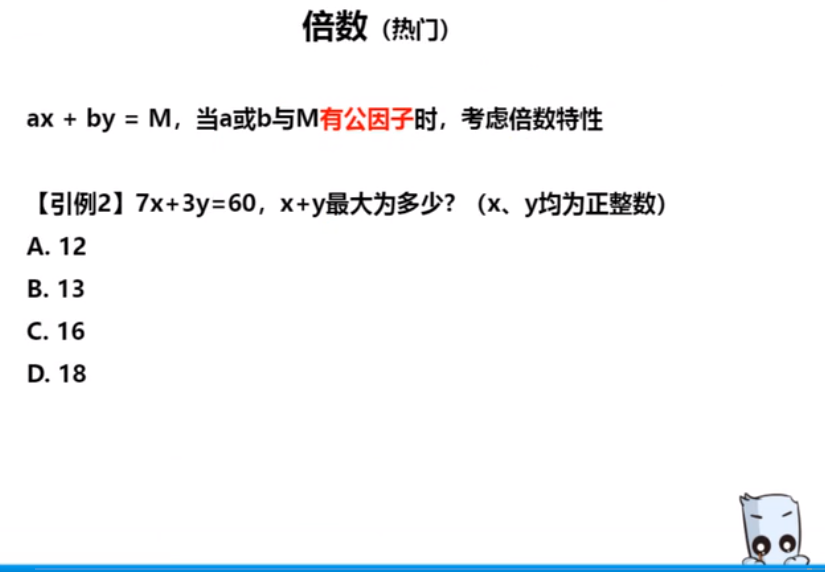 倍数（热门）
ax + by = M，当a或b与M有公因子时，考虑倍数特性
【引例2】7x+3y=60，x+y最大为多少？（x、y均为正整数）
A. 12
B. 13
C. 16
D. 18